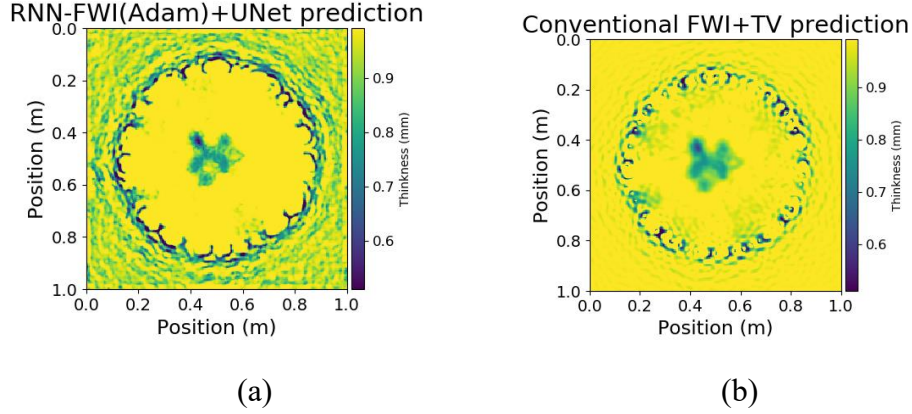 RNN-FWI(Adam)+UNet prediction
0.0
0.2
0.4
0.6
0.8
1.0
Position (m)
0.0 0.2 0.4 0.6 0.8 1.0
Position (m)
0.9
0.8
0.7
0.6
Thinkness (mm)
(a)
Conventional FWI+TV prediction
0.0
0.2
0.4
0.6
0.8
1.0
Position (m)
0.0 0.2 0.4 0.6 0.8 1.0
Position (m)
0.9
0.8
0.7
0.6
Thinkness (mm)
(b)